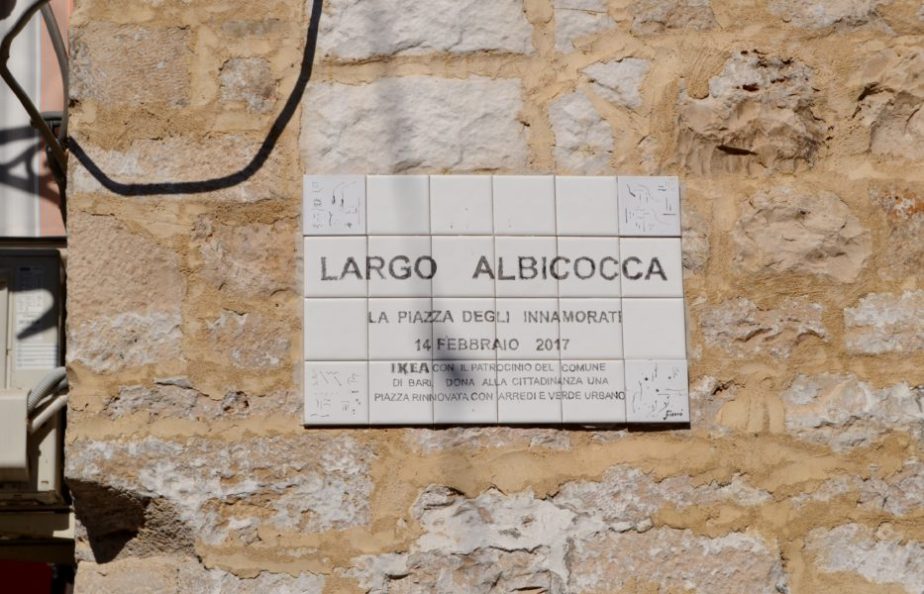 LARGO ALBICOCCA
LA PIAZZA DEGLI INNAMORATI
14 FEBBRAIO 2017
IKEA CON IL PATROCINIO DEL COMUNE
DI BARI, DONA ALLA CITTADINANZA UNA
PIAZZA RINNOVATA CON ARREDI E VERDE URBANO